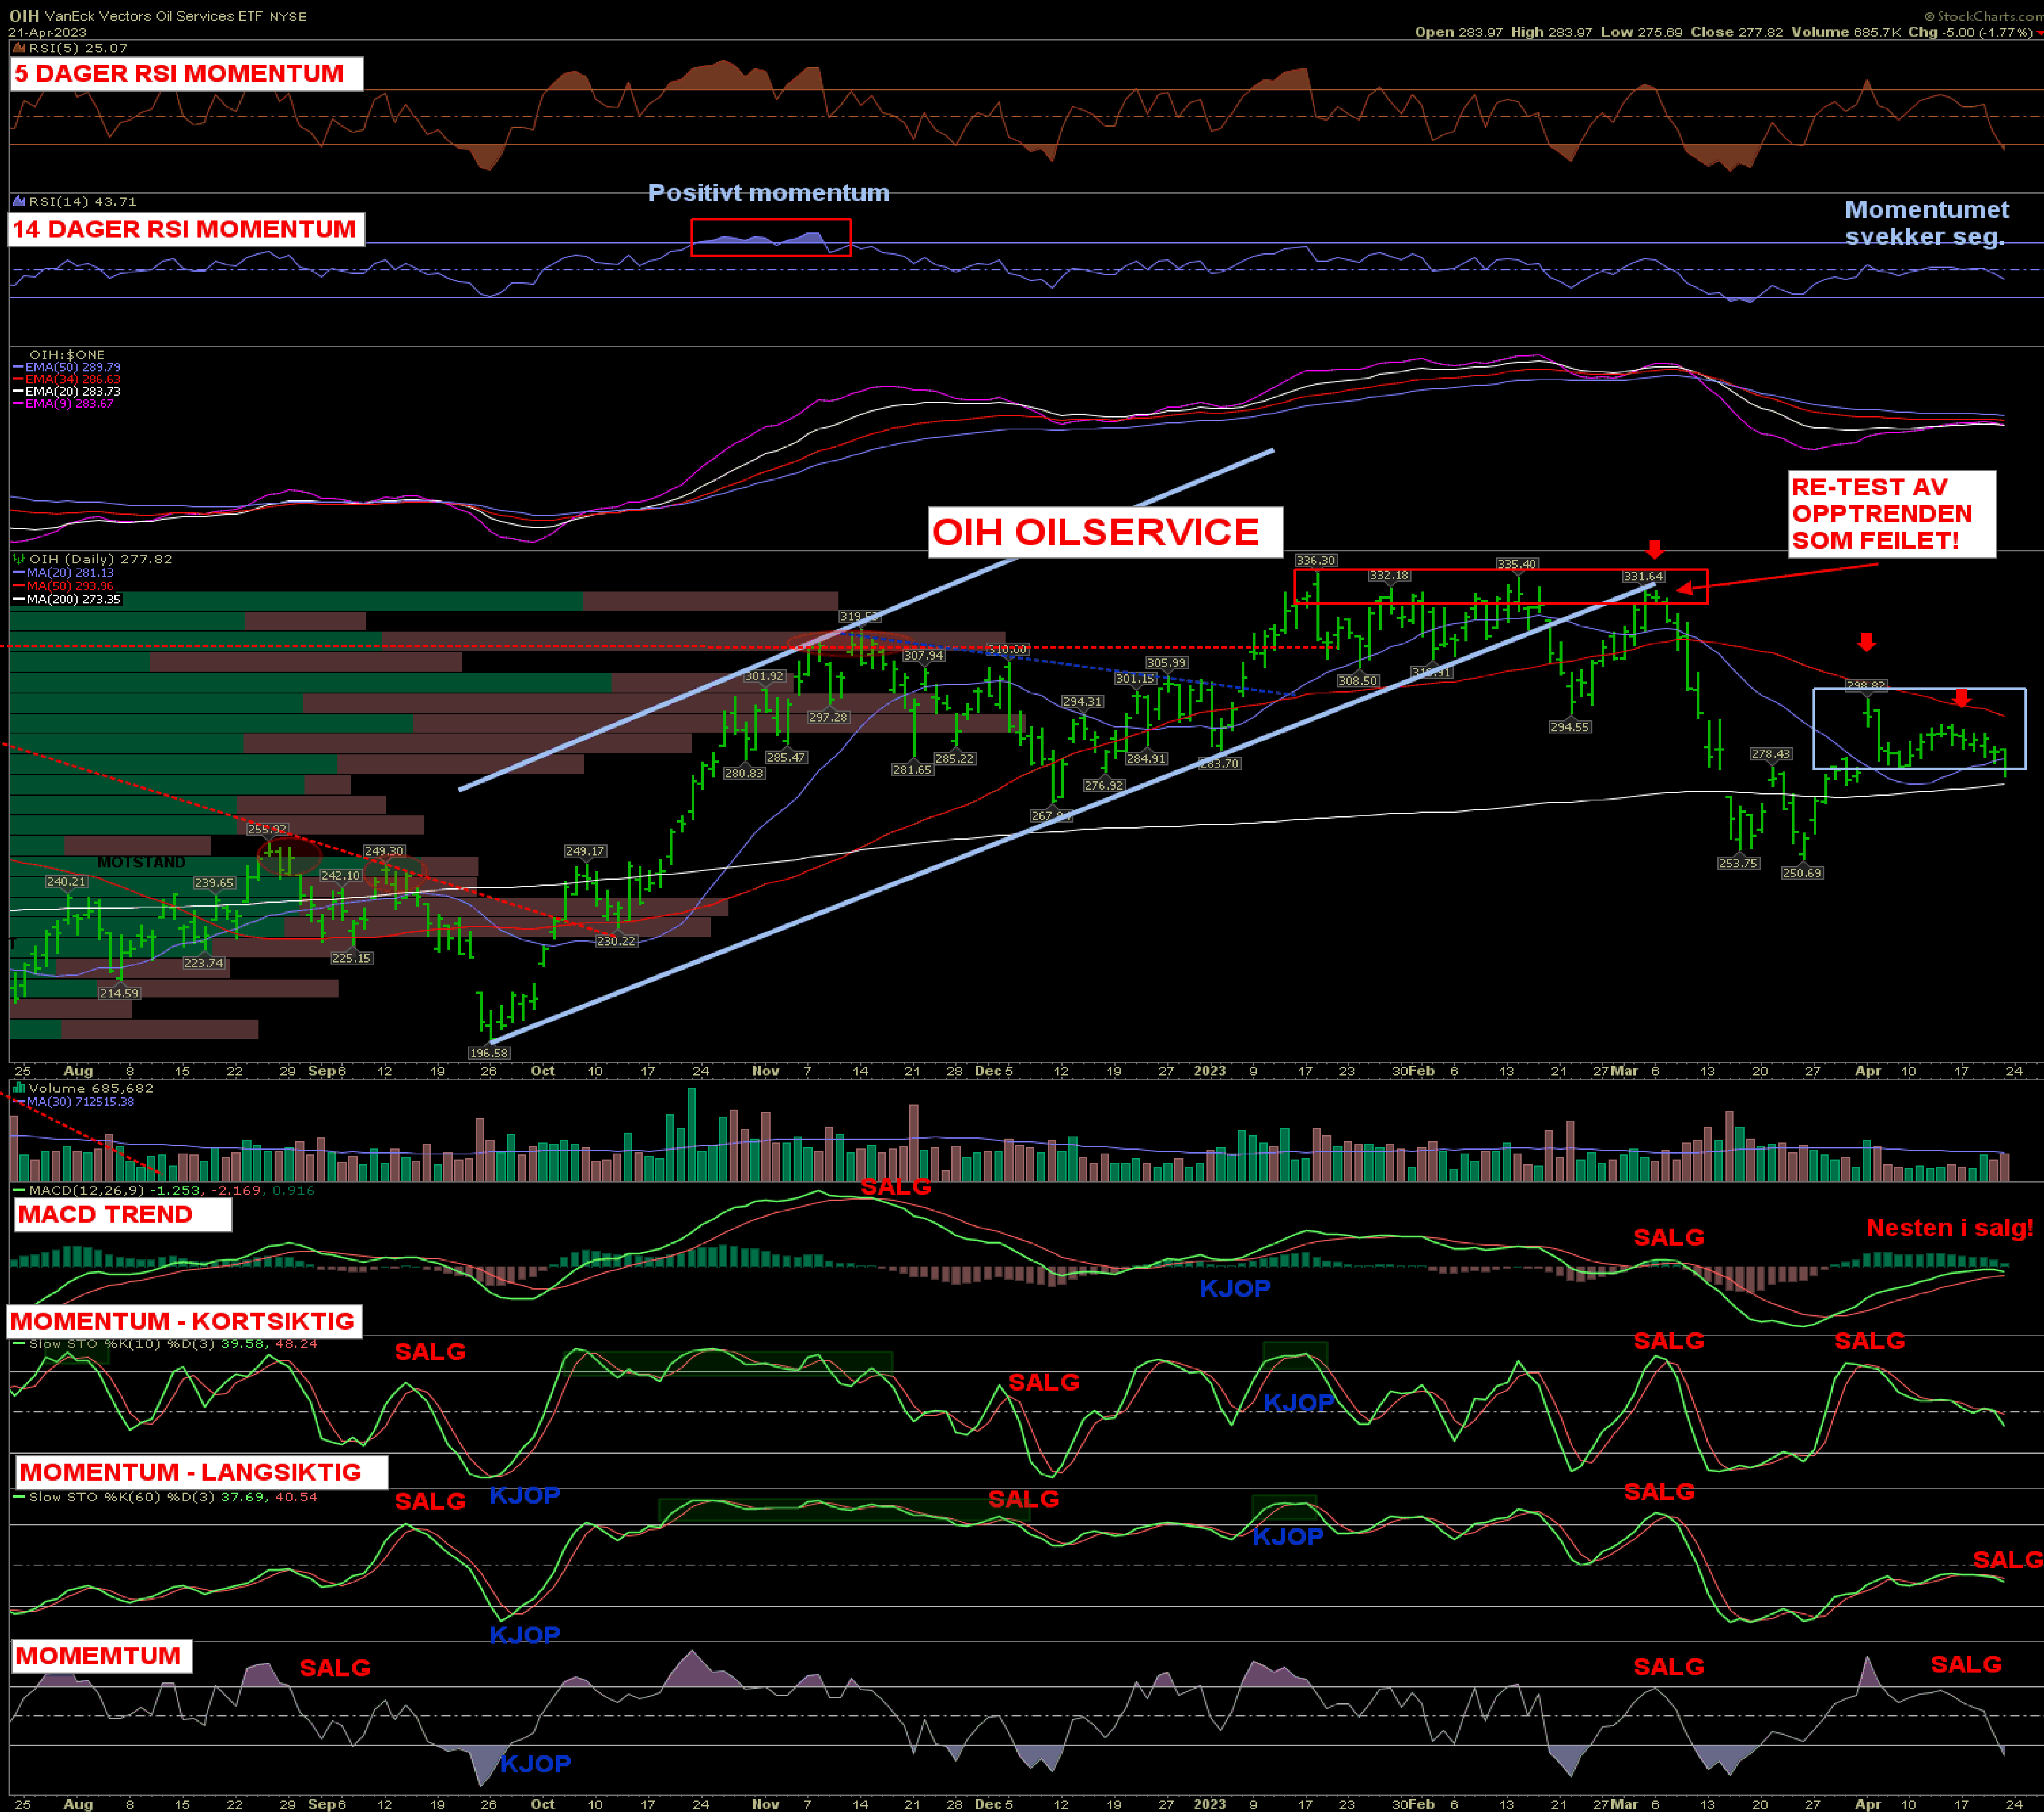 OIH VanEck Vectors Oil Services ETF NYSE
© StockCharts.com
21-Apr-2023
Open 283.97 High 283.97 Low 275.69 Close 277.82 Volume 685.7K Chg -5.00 (-1.77%)
RSI(5) 25.07
5 DAGER RSI MOMENTUM
Positivt momentum
RSI(14) 43.71
14 DAGER RSI MOMENTUM
Momentumet
svekker seg.
OIH:$ONE
EMA(50) 289.79
EMA(34) 286.63
EMA(20) 283.73
EMA(9) 283.67
RE-TEST AV
OPPTRENDEN
SOM FEILET!
OIH OILSERVICE
OIH (Daily) 277.82
MA(20) 281.13
MA(50) 293.96
MA(200) 273.35
336.30
335.40
332.18
331.64
310.00
307.94
305.99
301.92
301.15
308.50
298.82
294.31
297.28
294.55
285.47
285.22
284.91
283.70
281.65
280.83
278.43
276.92
255.92
MOTSTAND
249.30
249.17
253.75
250.69
242.10
240.21
239.65
230.22
225.15
223.74
214.59
196.58
25 Aug 8 15 22 29 Sep 6 12 19 26 Oct 10 17 24 Nov 7 14 21 28 Dec 5 12 19 27 2023 9 17 23 30 Feb 6 13 21 27 Mar 6 13 20 27 Apr 10 17 24
Volume 685,682
MA(30) 712515.38
MACD(12,26,9) -1.253, -2.169, 0.916
SALG
MACD TREND
SALG
Nesten i salg!
KJOP
MOMENTUM - KORTSIKTIG
Slow STO %K(10) %D(3) 39.58, 48.24
SALG
SALG
SALG
SALG
KJOP
MOMENTUM - LANGSIKTIG
Slow STO %K(60) %D(3) 37.69, 40.54
SALG
KJOP
SALG
SALG
KJOP
SALG
KJOP
MOMEMTUM
SALG
SALG
SALG
KJOP
25 Aug 8 15 22 29 Sep 6 12 19 26 Oct 10 17 24 Nov 7 14 21 28 Dec 5 12 19 27 2023 9 17 23 30 Feb 6 13 21 27 Mar 6 13 20 27 Apr 10 17 24